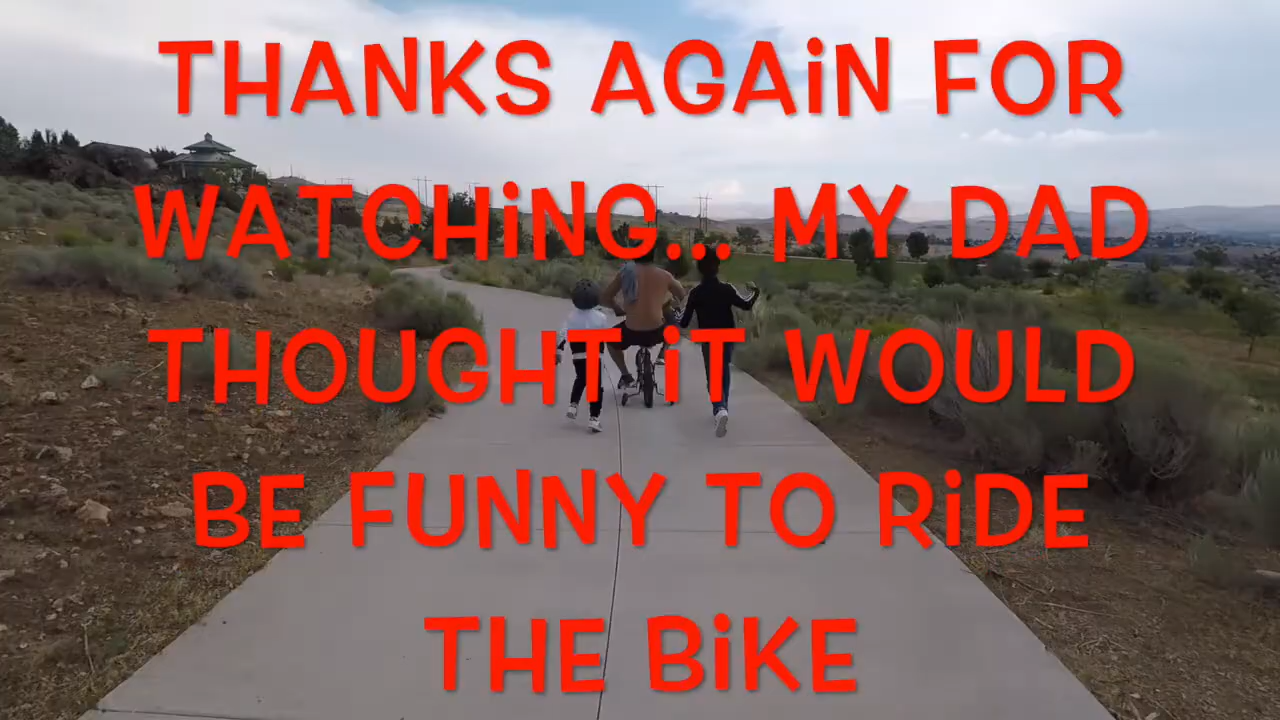 THANKS AGAiN FOR
WATCHiNG... MY DAD
THOUGHT iT WOULD
BE FUNNY TO RiDE
THE BiKE